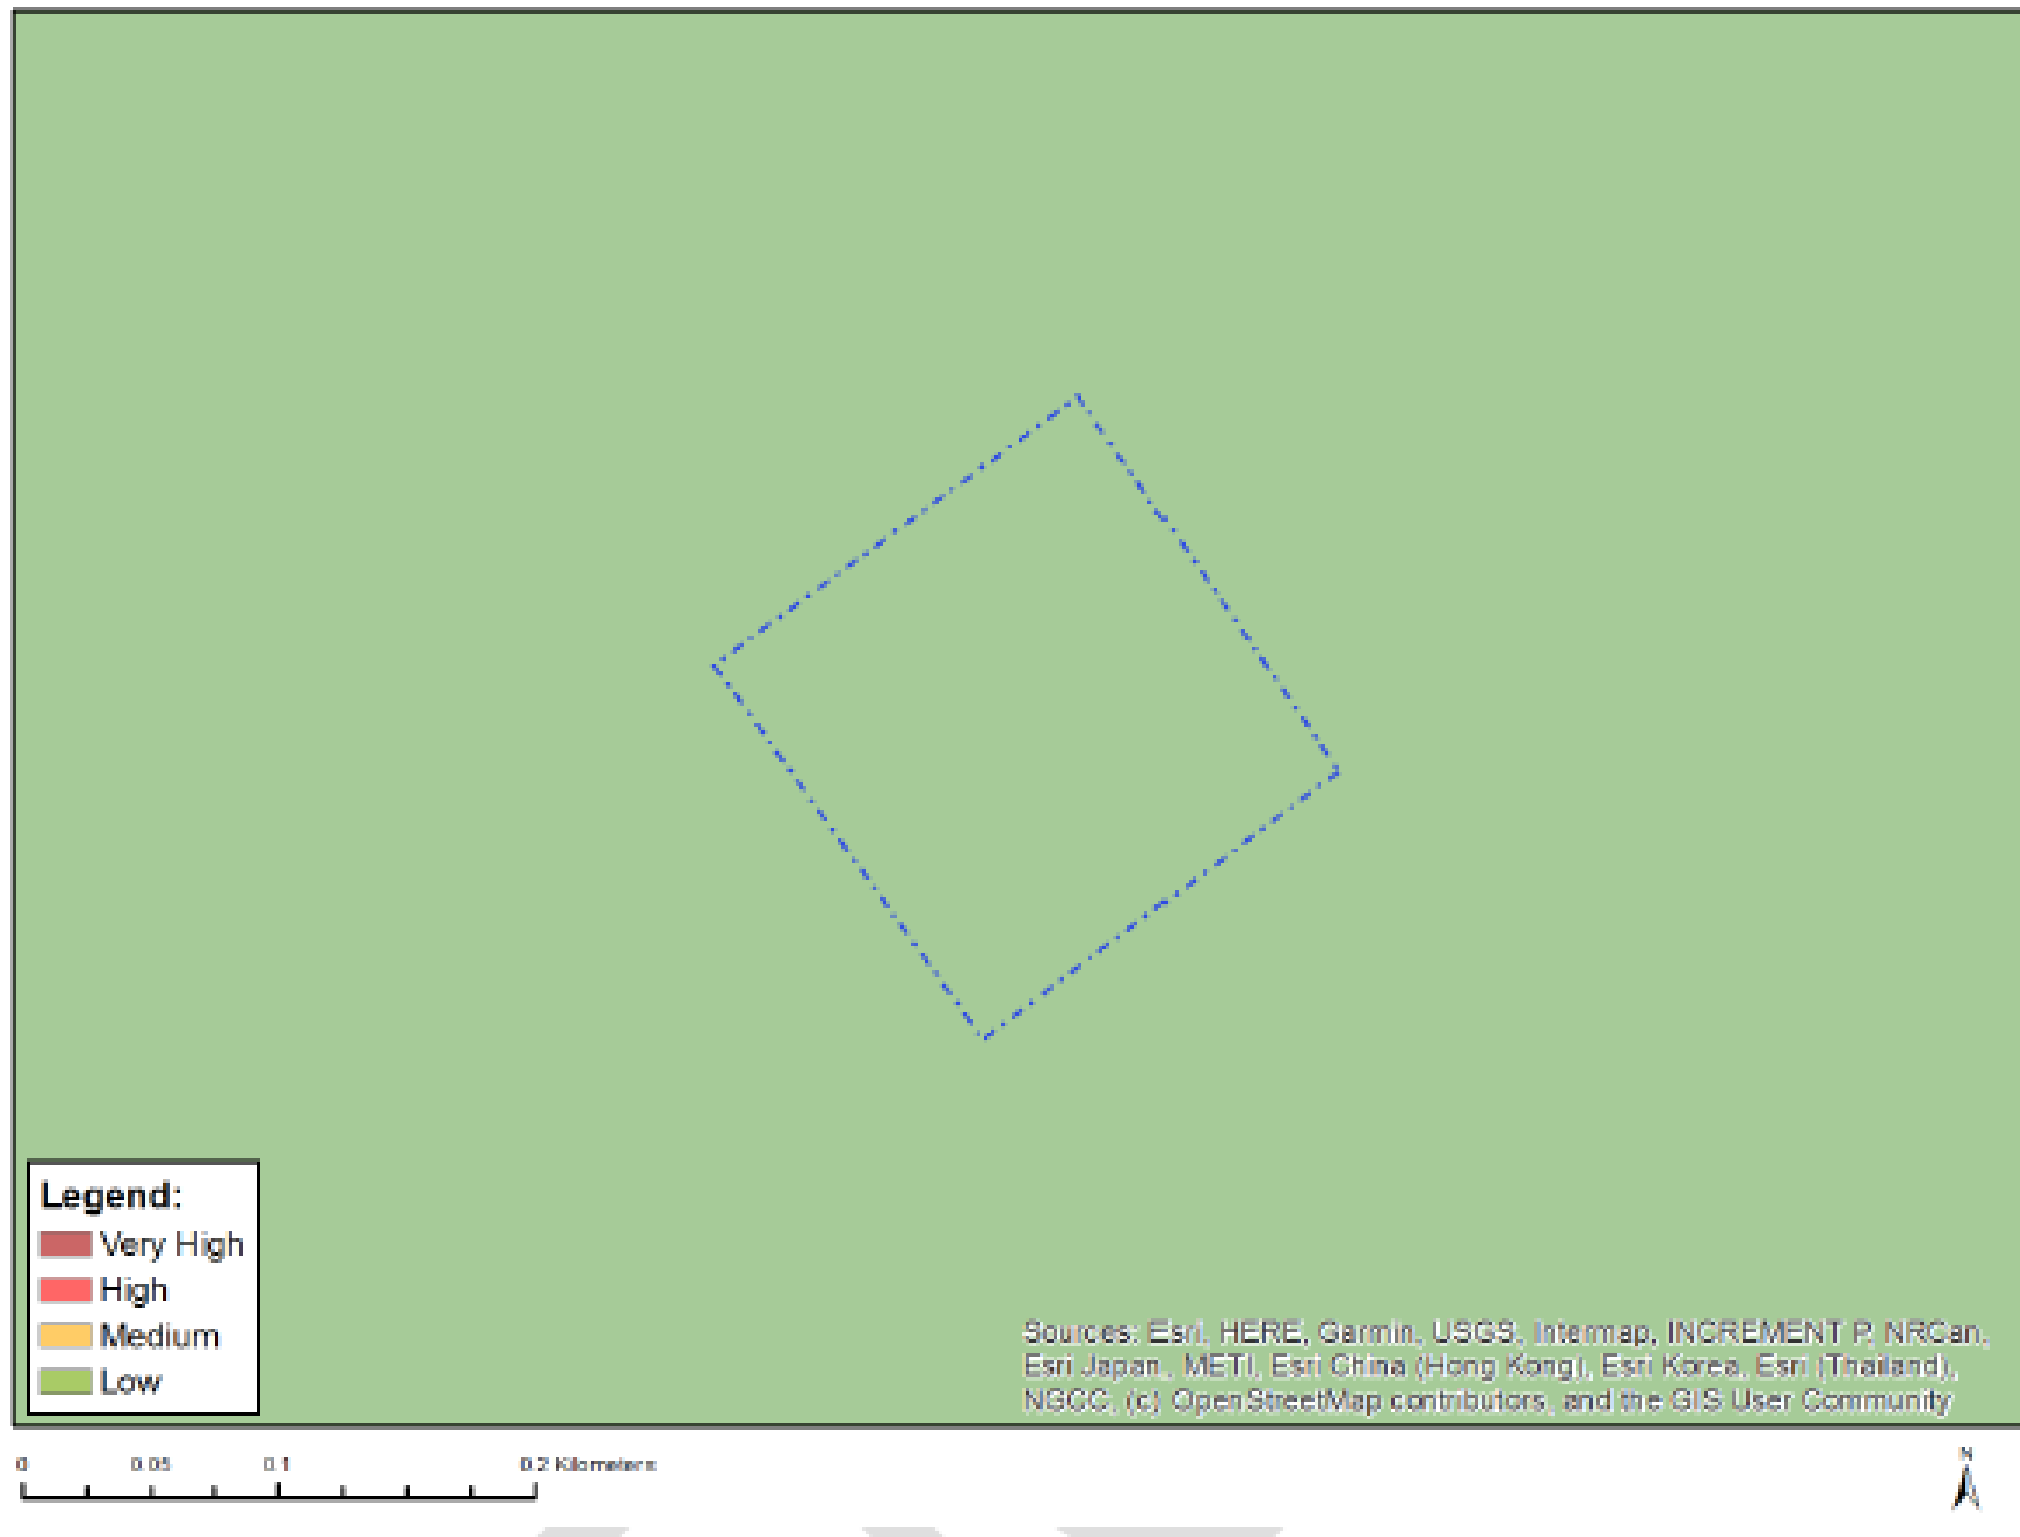 Legend:
Very High
High
Medium
Low
Sources: Esri, HERE, Garmin, USGS, Intermap, INCREMENT P, NRCan,
Esri Japan, METI, Esri China (Hong Kong), Esri Korea, Esri (Thailand),
NGCC, (c) OpenStreetMap contributors, and the GIS User Community
0 0.05 0.1 0.2 Kilometers
N